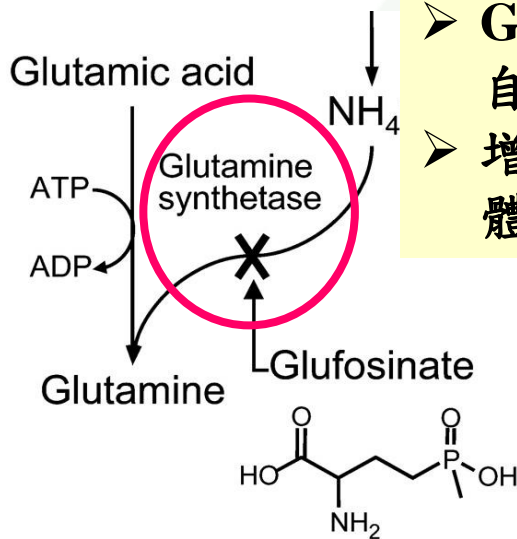 ➢ G
自
➢ 增
體
Glutamic acid
NH4
Glutamine
synthetase
ATP
ADP
X
Glutamine
Glufosinate
O
O
HO
P
OH
NH2